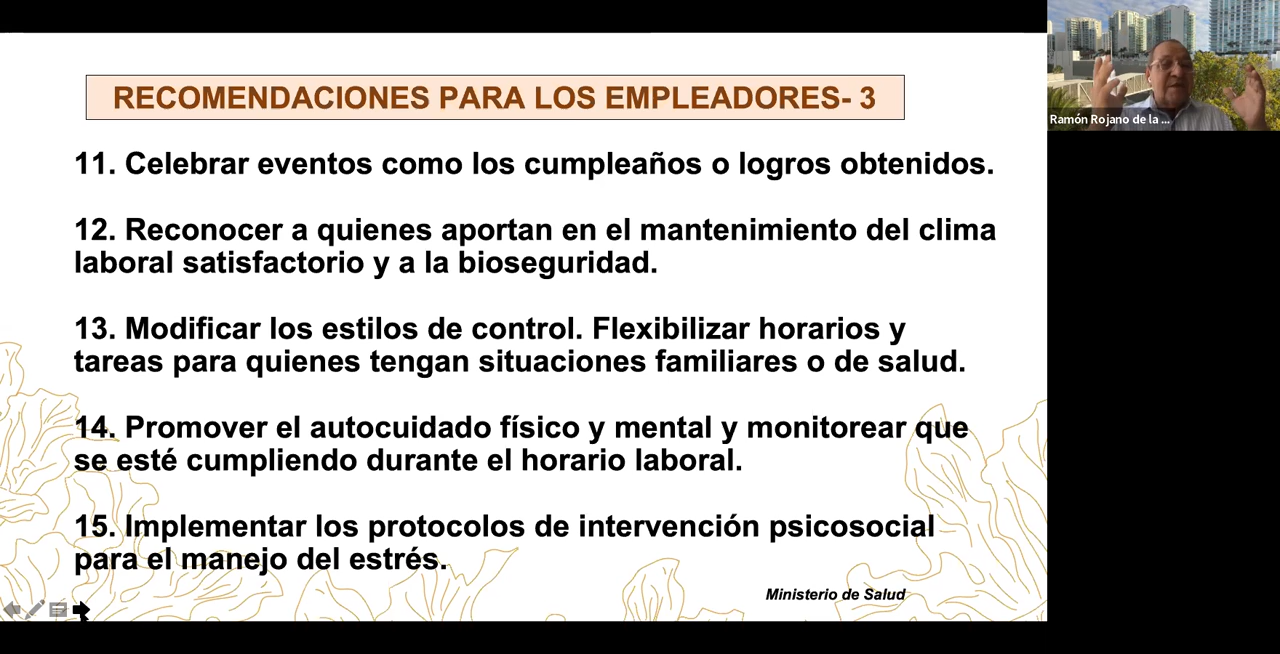 RECOMENDACIONES PARA LOS EMPLEADORES- 3
Ramón Rojano de la ...
11. Celebrar eventos como los cumpleaños o logros obtenidos.
12. Reconocer a quienes aportan en el mantenimiento del clima
laboral satisfactorio y a la bioseguridad.
13. Modificar los estilos de control. Flexibilizar horarios y
tareas para quienes tengan situaciones familiares o de salud.
14. Promover el autocuidado físico y mental y monitorear que
se esté cumpliendo durante el horario laboral.
15. Implementar los protocolos de intervención psicosocial
para el manejo del estrés.
Ministerio de Salud